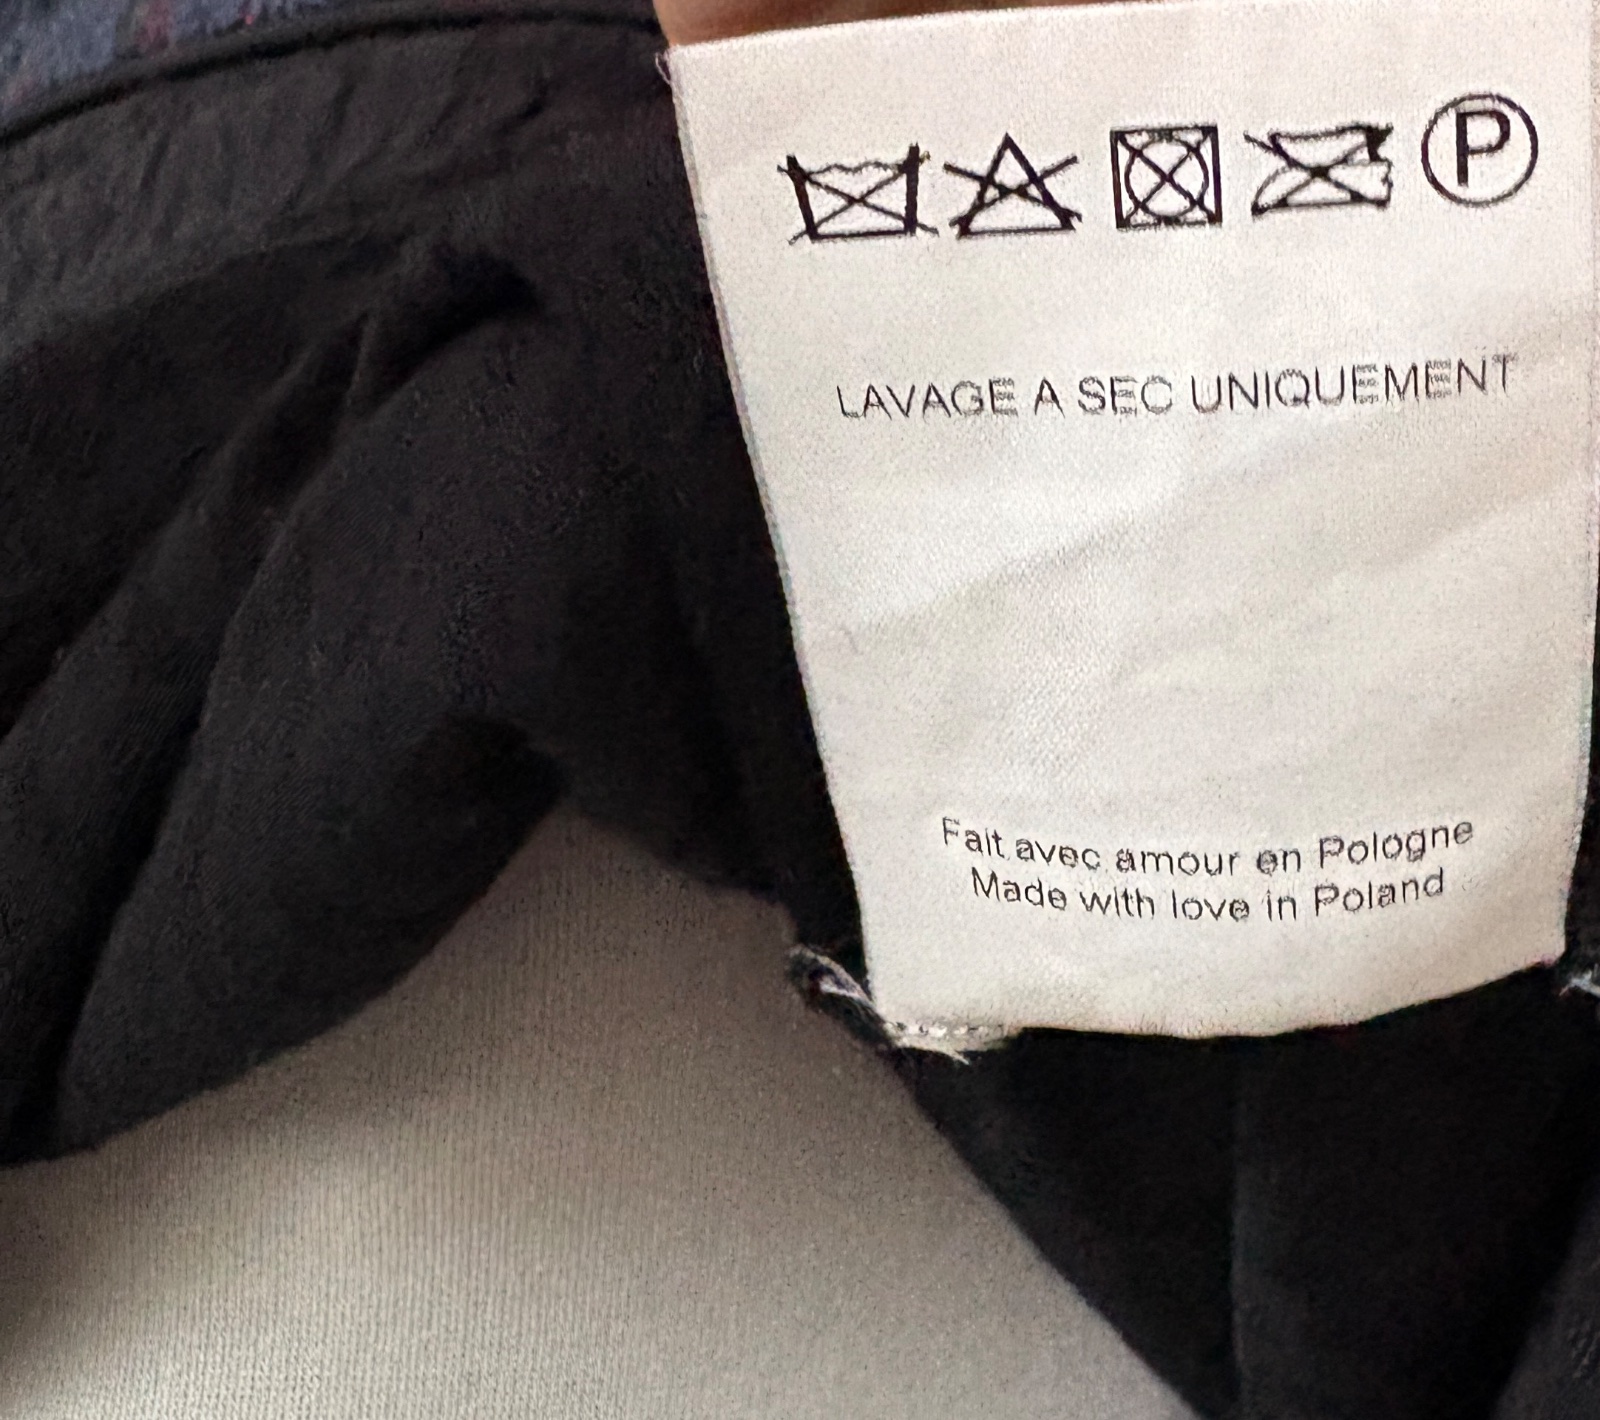 P
LAVAGE A SEC UNIQUEMENT
Fait avec amour en Pologne
Made with love in Poland